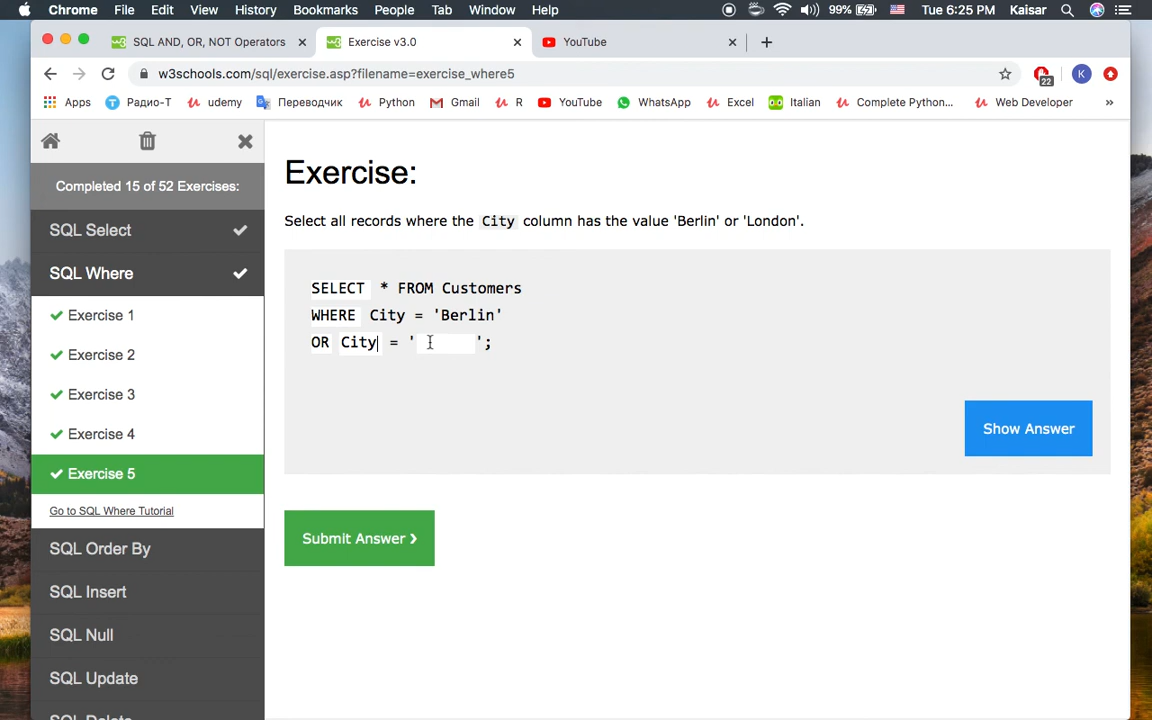 Chrome File Edit View History Bookmarks People Tab Window Help 99% Tue 6:25 PM Kaisar
SQL AND, OR, NOT Operators Exercise v3.0 YouTube
w3schools.com/sql/exercise.asp?filename=exercise_where5 22 K
Apps Радио-Т udemy Переводчик Python Gmail R YouTube WhatsApp Excel Italian Complete Python... Web Developer »
Completed 15 of 52 Exercises:
SQL Select
SQL Where
Exercise 1
Exercise 2
Exercise 3
Exercise 4
Exercise 5
Go to SQL Where Tutorial
SQL Order By
SQL Insert
SQL Null
SQL Update
SQL Delete
Exercise:
Select all records where the City column has the value 'Berlin' or 'London'.
SELECT * FROM Customers
WHERE City = 'Berlin'
OR City = ' ';
Show Answer
Submit Answer ❯